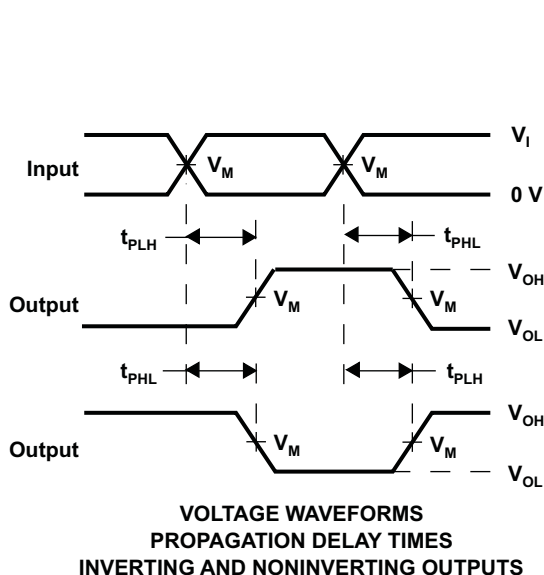 V_I
Input
V_M
V_M
0 V
t_PLH
t_PHL
V_OH
Output
V_M
V_M
V_OL
t_PHL
t_PLH
V_OH
Output
V_M
V_M
V_OL
VOLTAGE WAVEFORMS
PROPAGATION DELAY TIMES
INVERTING AND NONINVERTING OUTPUTS